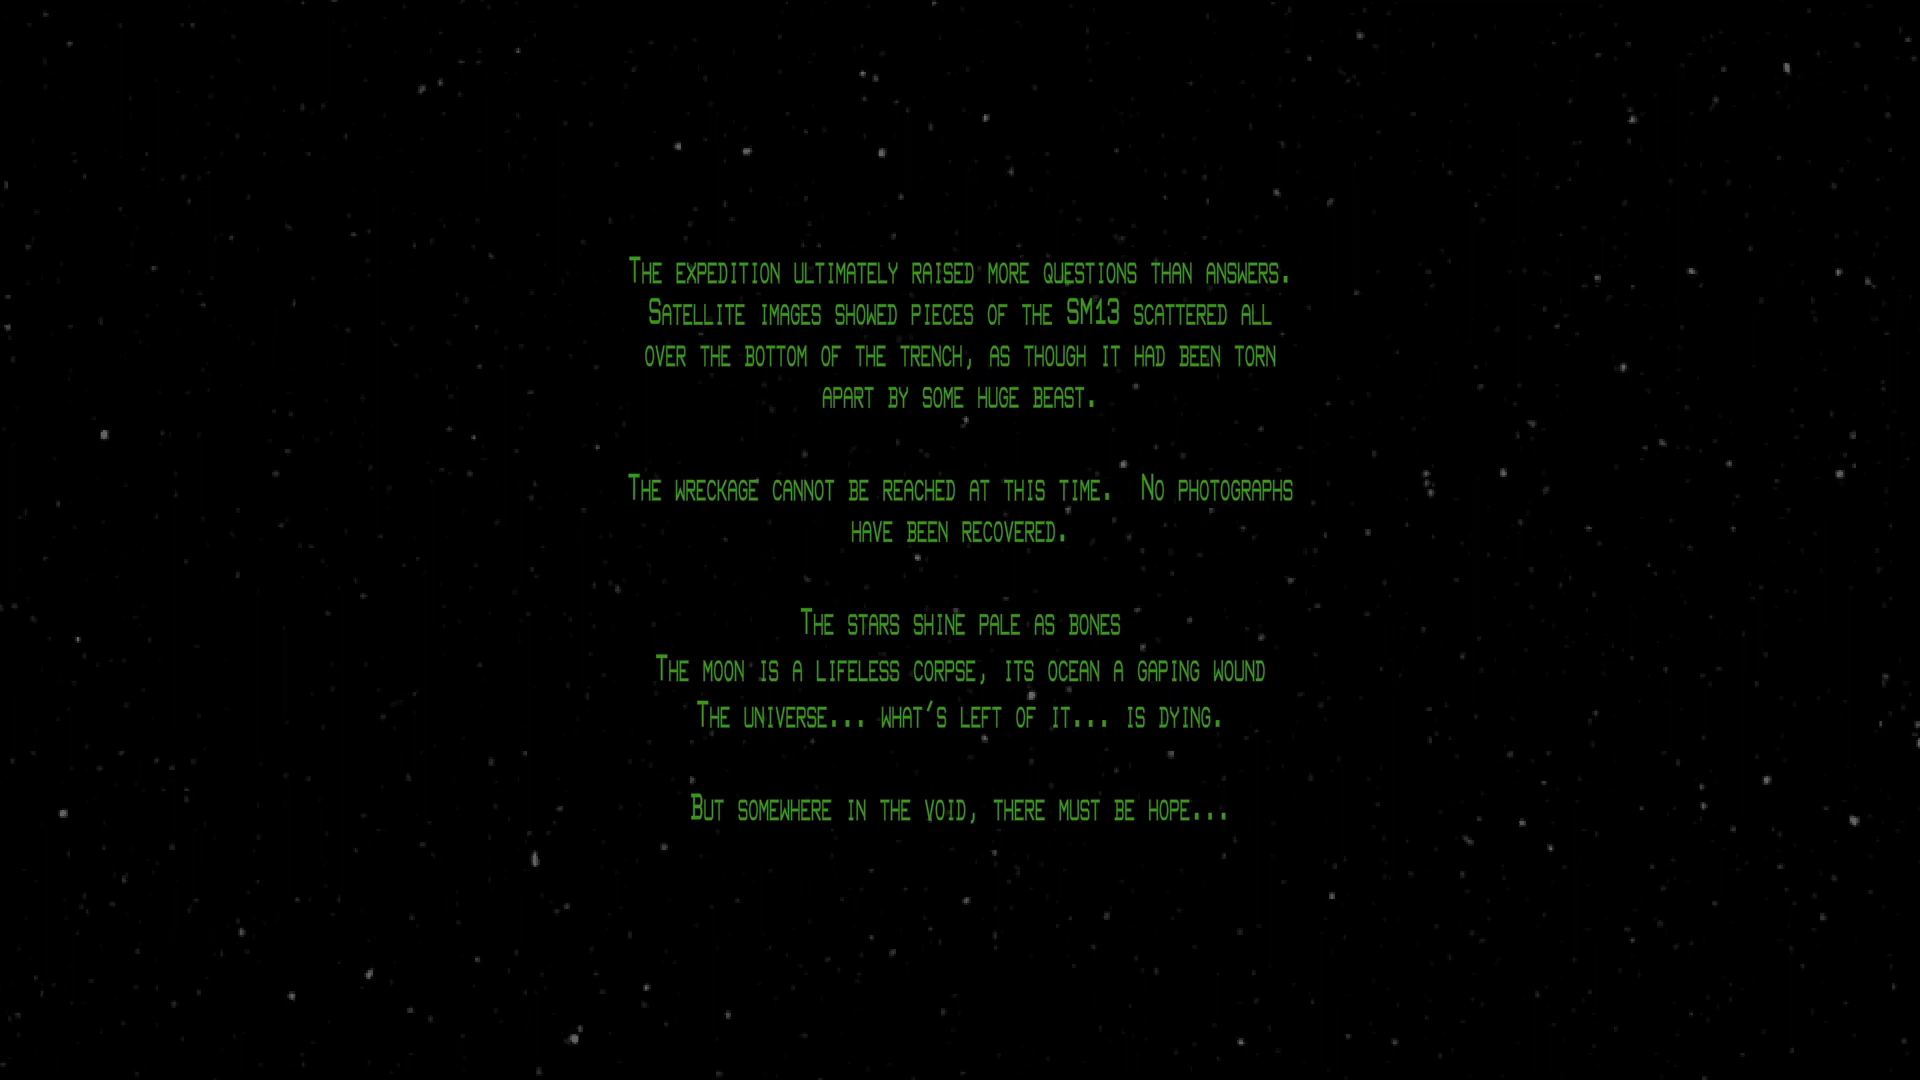 The expedition ultimately raised more questions than answers.
Satellite images showed pieces of the SM13 scattered all
over the bottom of the trench, as though it had been torn
apart by some huge beast.
The wreckage cannot be reached at this time.  No photographs
have been recovered.
The stars shine pale as bones
The moon is a lifeless corpse, its ocean a gaping wound
The universe... what's left of it... is dying.
But somewhere in the void, there must be hope...